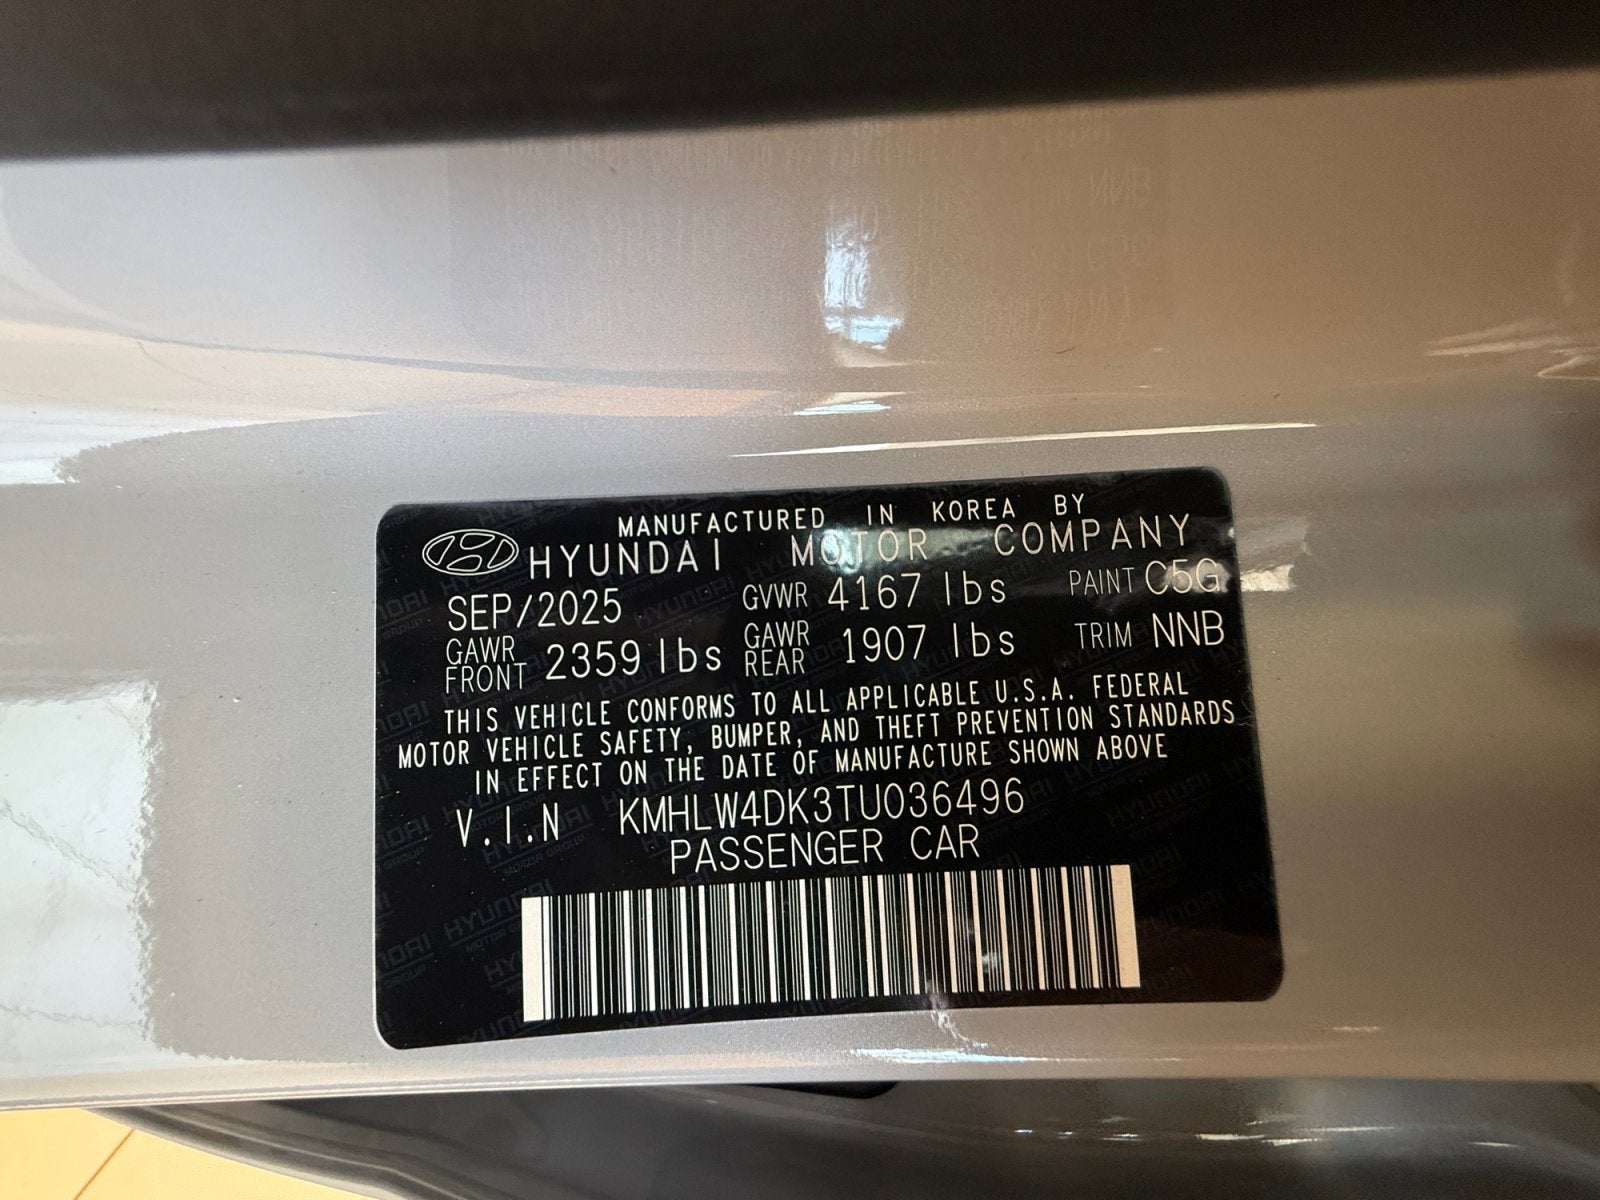 MANUFACTURED IN KOREA BY
HYUNDAI MOTOR COMPANY
SEP/2025 GVWR 4167 lbs PAINT C5G
GAWR FRONT 2359 lbs GAWR REAR 1907 lbs TRIM NNB
THIS VEHICLE CONFORMS TO ALL APPLICABLE U.S.A. FEDERAL
MOTOR VEHICLE SAFETY, BUMPER, AND THEFT PREVENTION STANDARDS
IN EFFECT ON THE DATE OF MANUFACTURE SHOWN ABOVE
V.I.N KMHLW4DK3TU036496
PASSENGER CAR